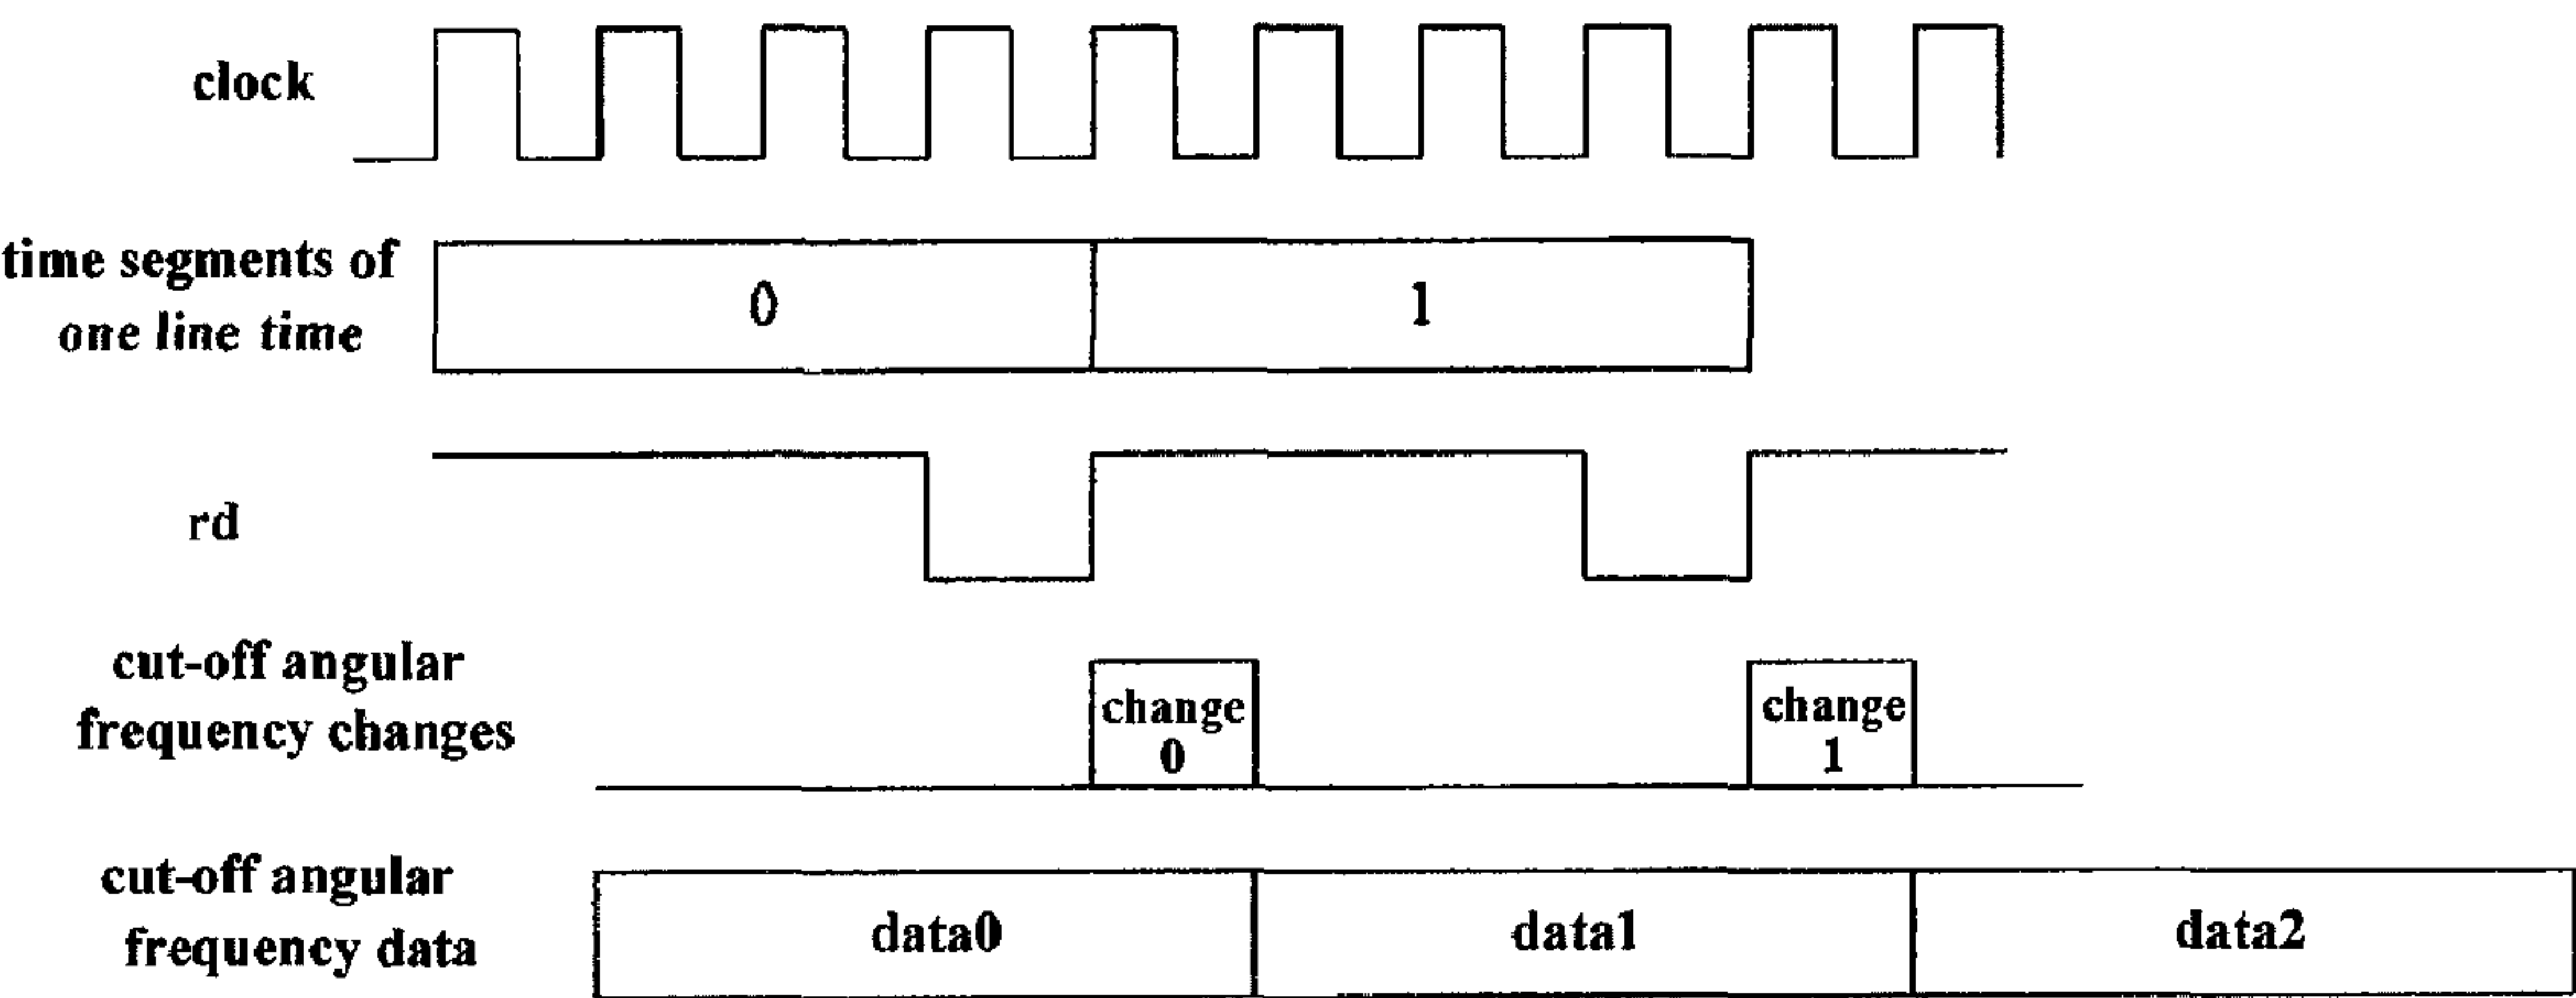 clock
time segments of
one line time
0
1
rd
cut-off angular
frequency changes
change
0
change
1
cut-off angular
frequency data
data0
data1
data2